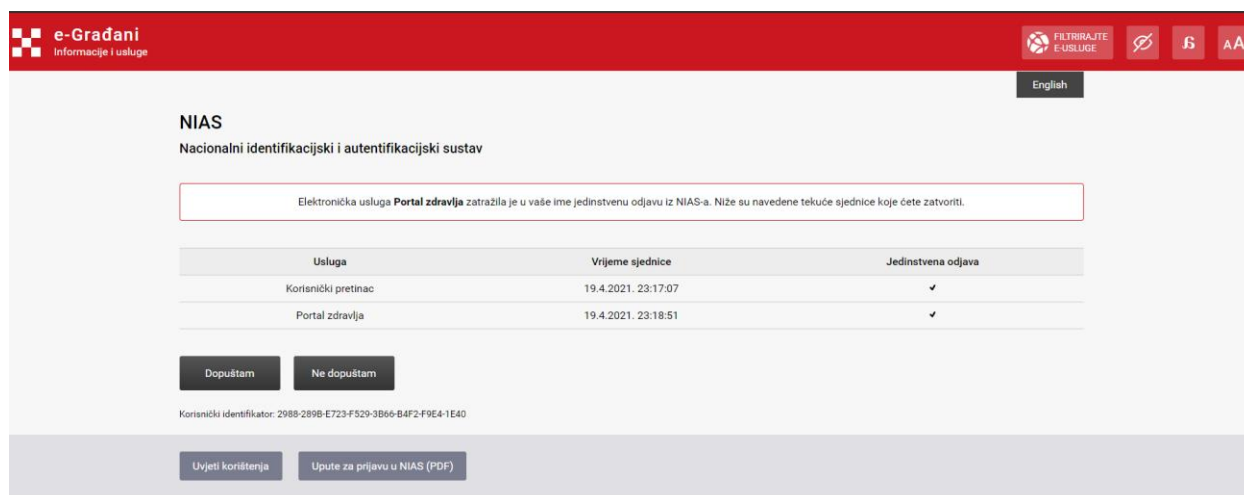 e-Građani
Informacije i usluge
FILTRIRAJTE
E-USLUGE
AA
English
NIAS
Nacionalni identifikacijski i autentifikacijski sustav
Elektronička usluga Portal zdravlja zatražila je u vaše ime jedinstvenu odjavu iz NIAS-a. Niže su navedene tekuće sjednice koje ćete zatvoriti.
Usluga Vrijeme sjednice Jedinstvena odjava
Korisnički pretinac 19.4.2021. 23:17:07 ✔
Portal zdravlja 19.4.2021. 23:18:51 ✔
Dopuštam Ne dopuštam
Korisnički identifikator: 2988-289B-E723-F529-3B66-B4F2-F9E4-1E40
Uvjeti korištenja Upute za prijavu u NIAS (PDF)